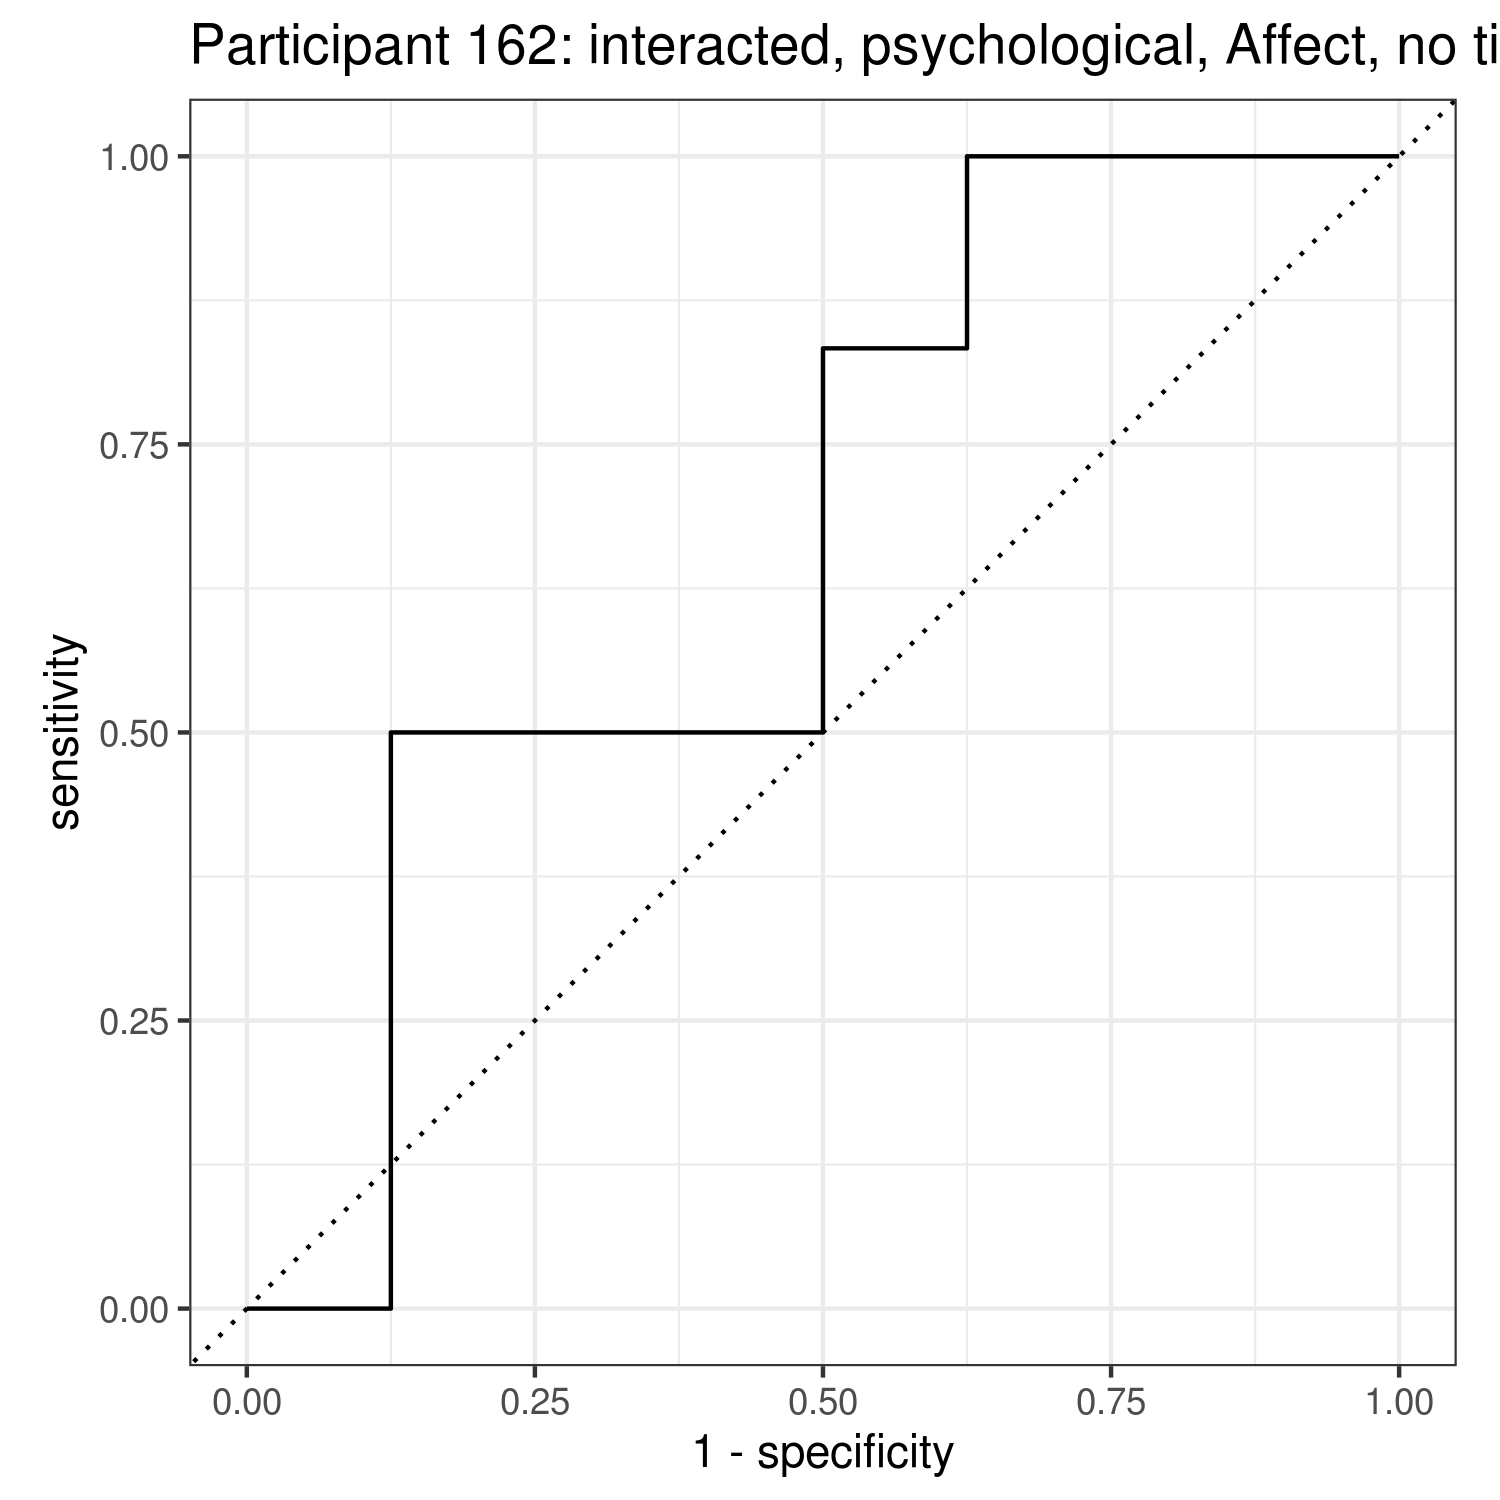 Participant 162: interacted, psychological, Affect, no ti
1.00
0.75
0.50
0.25
0.00
sensitivity
0.00 0.25 0.50 0.75 1.00
1 - specificity